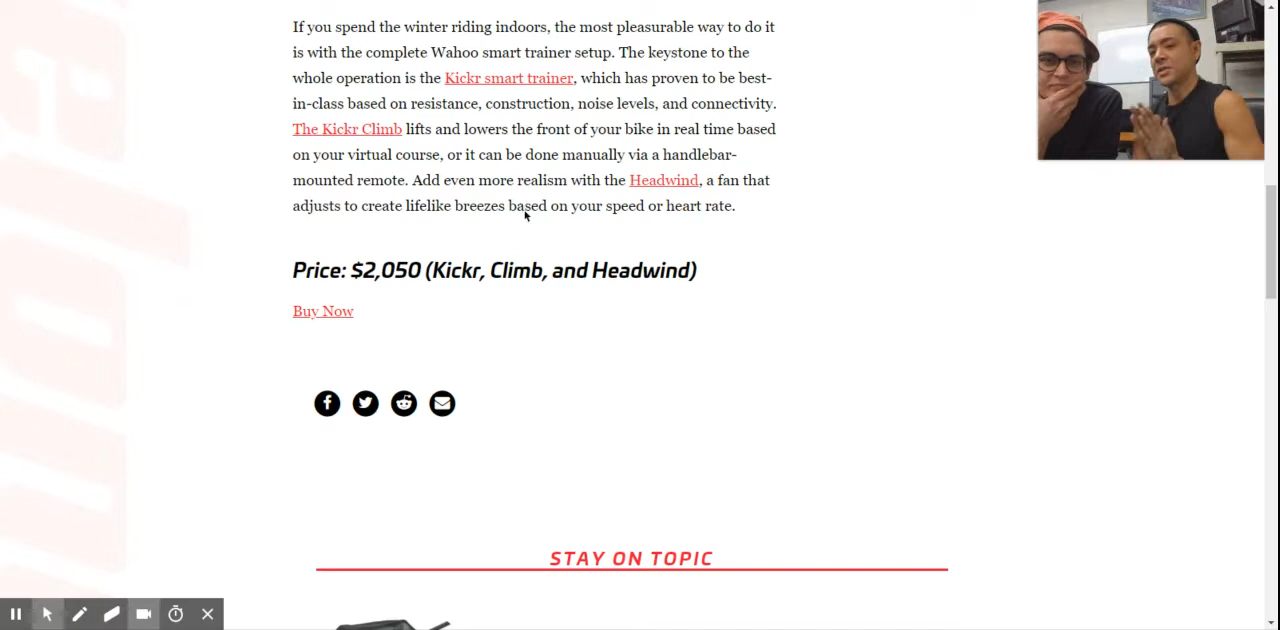 If you spend the winter riding indoors, the most pleasurable way to do it
is with the complete Wahoo smart trainer setup. The keystone to the
whole operation is the Kickr smart trainer, which has proven to be best-
in-class based on resistance, construction, noise levels, and connectivity.
The Kickr Climb lifts and lowers the front of your bike in real time based
on your virtual course, or it can be done manually via a handlebar-
mounted remote. Add even more realism with the Headwind, a fan that
adjusts to create lifelike breezes based on your speed or heart rate.
Price: $2,050 (Kickr, Climb, and Headwind)
Buy Now
STAY ON TOPIC